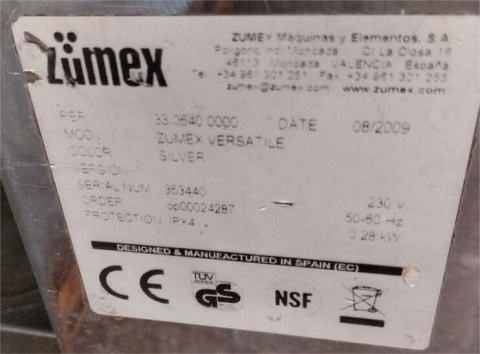 zümex
ZUMEX Maquinas y Elementos, S.A.
Poligono ind. Moncada C/ La Closa 16
46113 Moncada VALENCIA España
Tel +34 961 301 251 Fax +34 961 301 255
zumex@zumex.com www.zumex.com
REF. 33.0640.0000 DATE 08/2009
MOD. ZUMEX VERSATILE
COLOR SILVER
VERSION
SERIAL NUM 353440
ORDER op00024287 230 V
PROTECTION IPX4 50-60 Hz
0.28 kW
DESIGNED & MANUFACTURED IN SPAIN (EC)
CE TÜV GS NSF